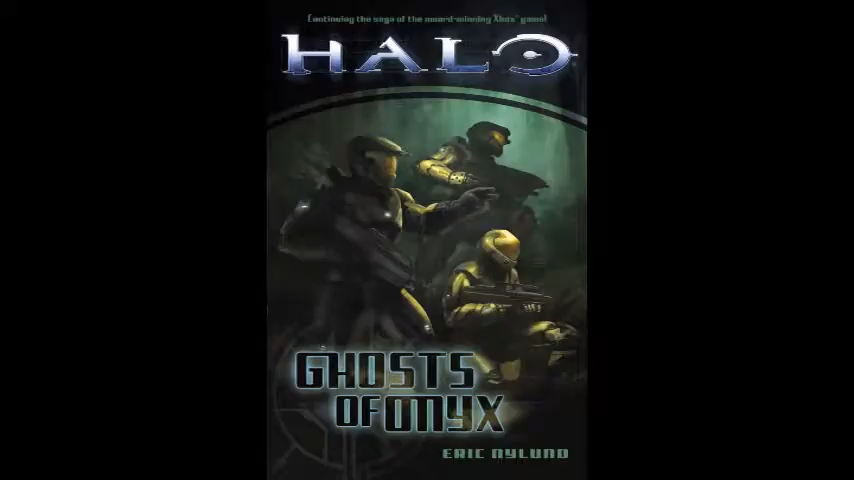 Continuing the saga of the award-winning Xbox® game!
HALO
GHOSTS
OF ONYX
ERIC NYLUND